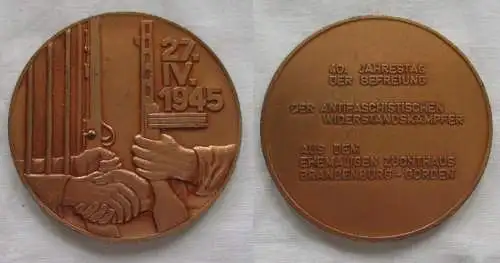 27.
IV.
1945
40. JAHRESTAG
DER BEFREIUNG
DER ANTIFASCHISTISCHEN
WIDERSTANDSKÄMPFER
AUS DEM
EHEMALIGEN ZUCHTHAUS
BRANDENBURG-GÖRDEN